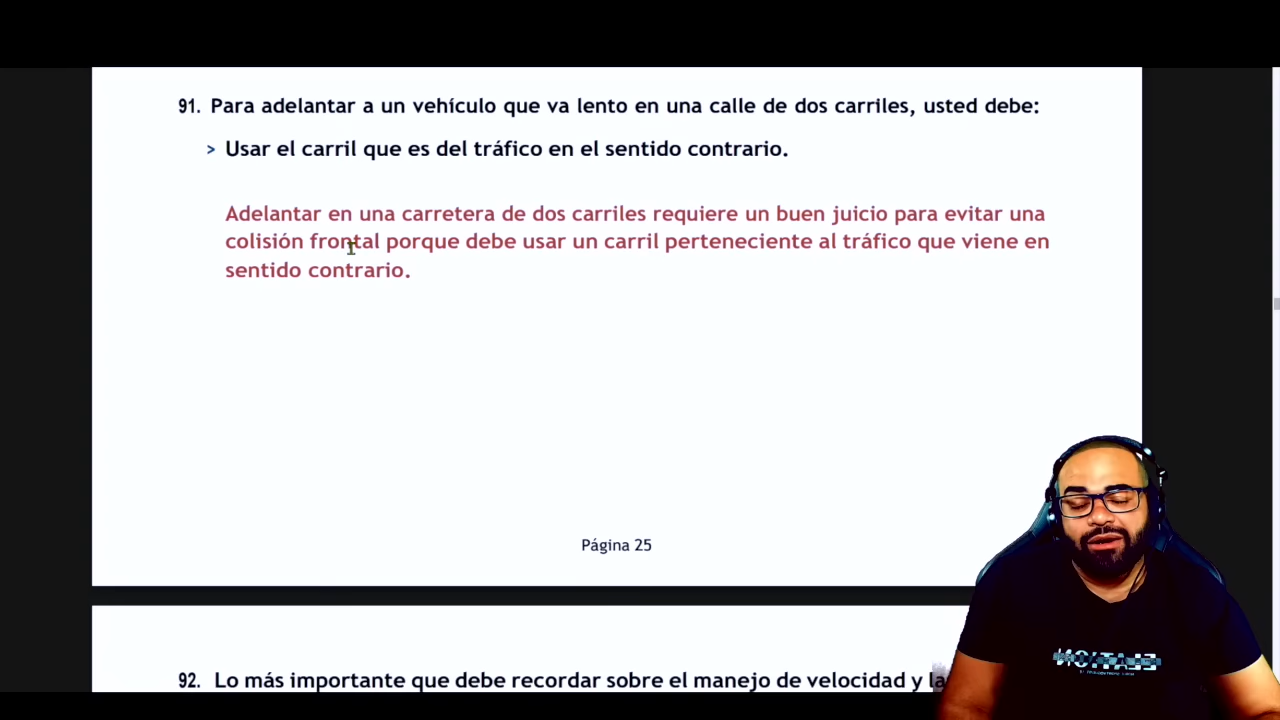 91. Para adelantar a un vehículo que va lento en una calle de dos carriles, usted debe:
> Usar el carril que es del tráfico en el sentido contrario.
Adelantar en una carretera de dos carriles requiere un buen juicio para evitar una
colisión frontal porque debe usar un carril perteneciente al tráfico que viene en
sentido contrario.
Página 25
92. Lo más importante que debe recordar sobre el manejo de velocidad y la